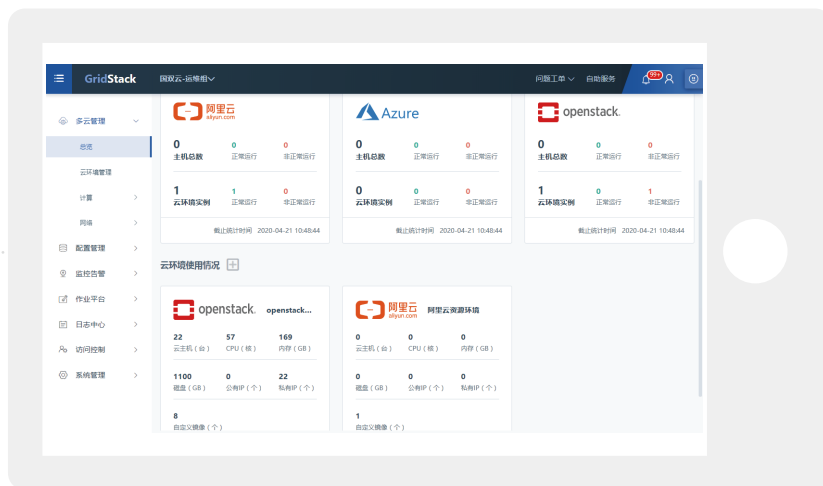 GridStack 国双云-运维组 问题工单 自助服务 99+
多云管理
总览
云环境管理
计算
网络
配置管理
监控告警
作业平台
日志中心
访问控制
系统管理
阿里云
aliyun.com
0 0 0
主机总数 正常运行 非正常运行
1 1 0
云环境实例 正常运行 非正常运行
截止统计时间 2020-04-21 10:48:44
Azure
0 0 0
主机总数 正常运行 非正常运行
0 0 0
云环境实例 正常运行 非正常运行
截止统计时间 2020-04-21 10:48:44
openstack.
0 0 0
主机总数 正常运行 非正常运行
1 0 1
云环境实例 正常运行 非正常运行
截止统计时间 2020-04-21 10:48:44
云环境使用情况
openstack. openstack...
22 57 169
云主机(台) CPU(核) 内存(GB)
1100 0 22
磁盘(GB) 公有IP(个) 私有IP(个)
8
自定义镜像(个)
阿里云 阿里云资源环境
aliyun.com
0 0 0
云主机(台) CPU(核) 内存(GB)
0 0 0
磁盘(GB) 公有IP(个) 私有IP(个)
1
自定义镜像(个)